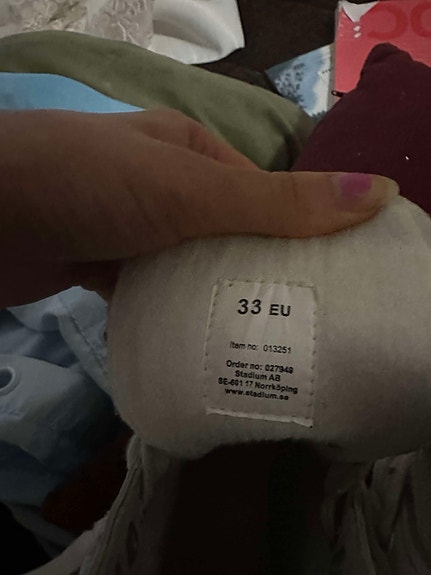 33 EU
Item no: 013251
Order no: 027949
Stadium AB
SE-601 17 Norrköping
www.stadium.se